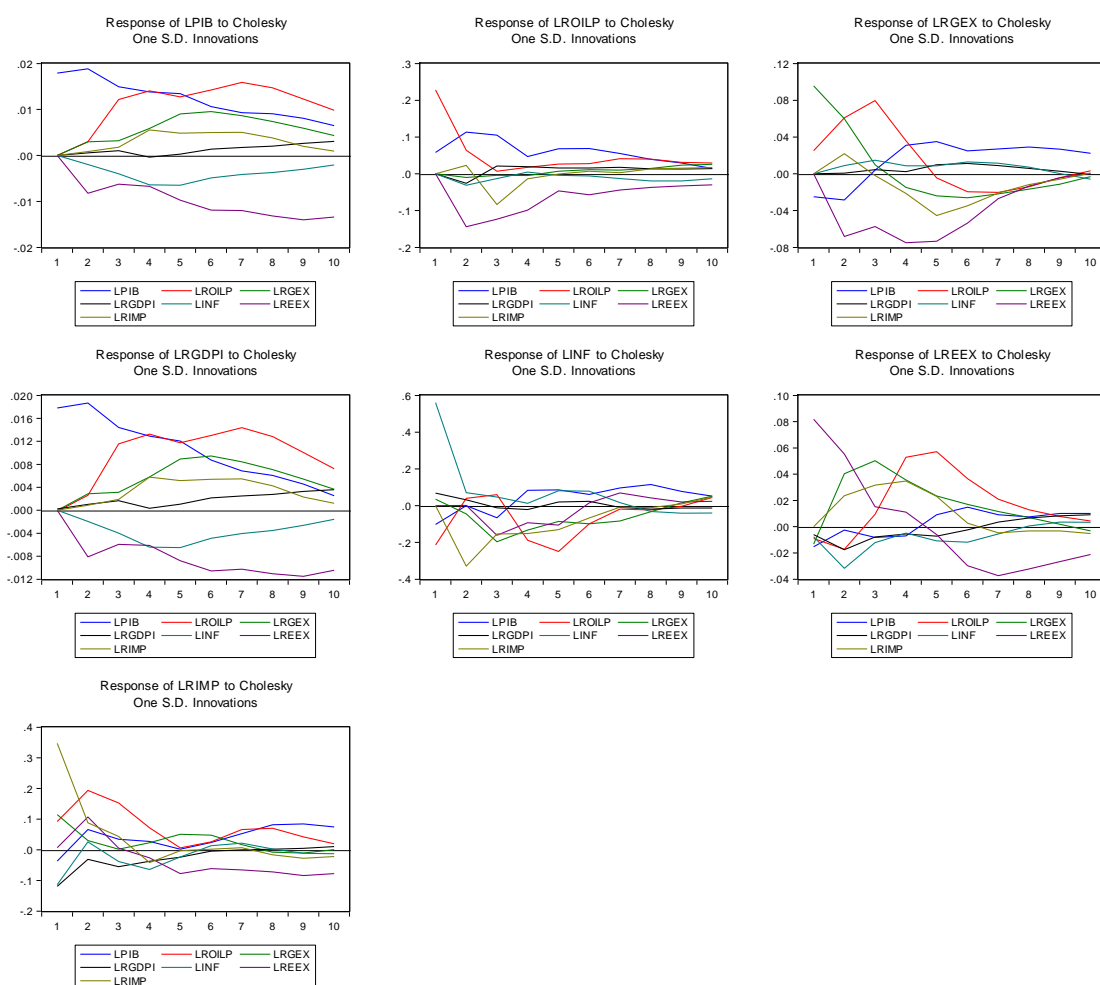 Response of LPIB to Cholesky
One S.D. Innovations
.02
.01
.00
-.01
-.02
1 2 3 4 5 6 7 8 9 10
LPIB LROILP LRGEX
LRGDPI LINF LREEX
LRIMP
Response of LROILP to Cholesky
One S.D. Innovations
.3
.2
.1
.0
-.1
-.2
1 2 3 4 5 6 7 8 9 10
LPIB LROILP LRGEX
LRGDPI LINF LREEX
LRIMP
Response of LRGEX to Cholesky
One S.D. Innovations
.12
.08
.04
.00
-.04
-.08
1 2 3 4 5 6 7 8 9 10
LPIB LROILP LRGEX
LRGDPI LINF LREEX
LRIMP
Response of LRGDPI to Cholesky
One S.D. Innovations
.020
.016
.012
.008
.004
.000
-.004
-.008
-.012
1 2 3 4 5 6 7 8 9 10
LPIB LROILP LRGEX
LRGDPI LINF LREEX
LRIMP
Response of LINF to Cholesky
One S.D. Innovations
.6
.4
.2
.0
-.2
-.4
1 2 3 4 5 6 7 8 9 10
LPIB LROILP LRGEX
LRGDPI LINF LREEX
LRIMP
Response of LREEX to Cholesky
One S.D. Innovations
.10
.08
.06
.04
.02
.00
-.02
-.04
1 2 3 4 5 6 7 8 9 10
LPIB LROILP LRGEX
LRGDPI LINF LREEX
LRIMP
Response of LRIMP to Cholesky
One S.D. Innovations
.4
.3
.2
.1
.0
-.1
-.2
1 2 3 4 5 6 7 8 9 10
LPIB LROILP LRGEX
LRGDPI LINF LREEX
LRIMP